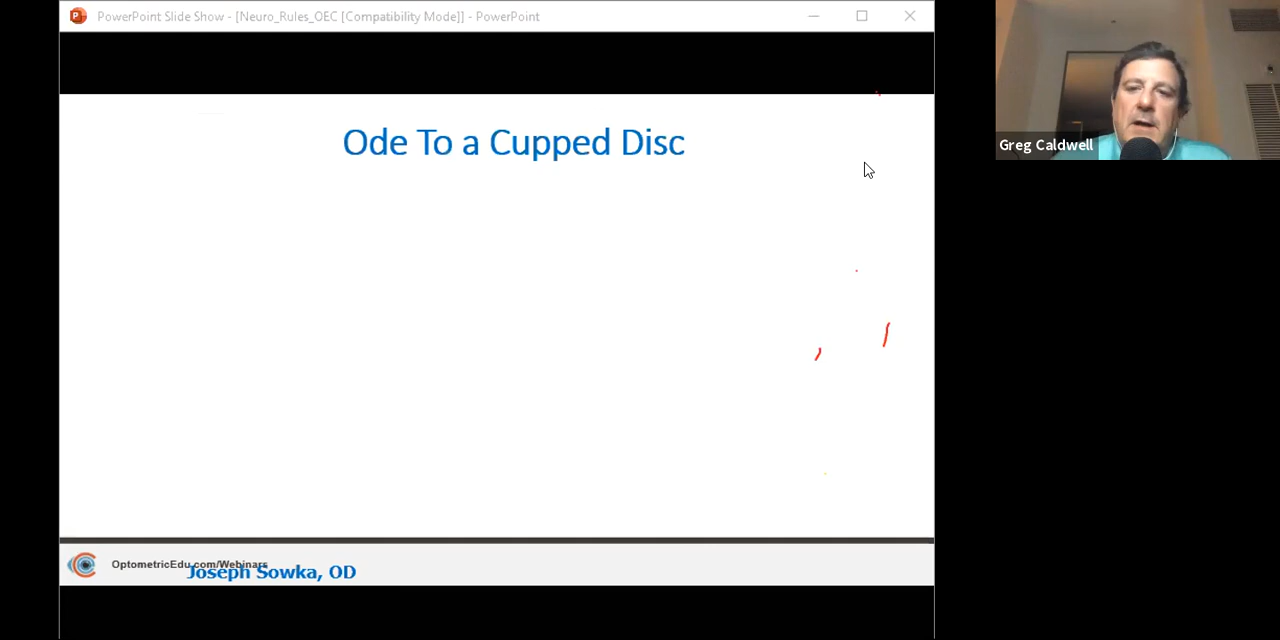 PowerPoint Slide Show - [Neuro_Rules_OEC [Compatibility Mode]] - PowerPoint
Greg Caldwell
Ode To a Cupped Disc
OptometricEdu.com/Webinars
Joseph Sowka, OD